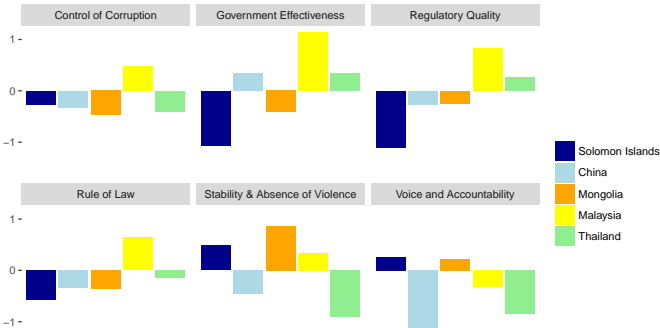 Control of Corruption
Government Effectiveness
Regulatory Quality
1
0
−1
Rule of Law
Stability & Absence of Violence
Voice and Accountability
1
0
−1
Solomon Islands
China
Mongolia
Malaysia
Thailand